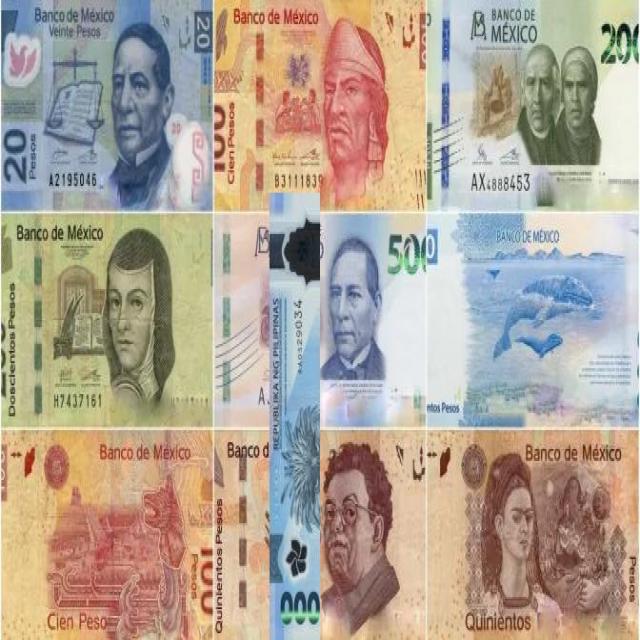 Banco de México
Veinte Pesos
20
20
Pesos
A2195046
Banco de México
100
Cien Pesos
B3111839
BANCO DE
MÉXICO
200
AX4888453
Banco de México
Doscientos Pesos
H7437161
REPUBLIKA NG PILIPINAS
AA0529034
000
500
BANCO DE MÉXICO
ntos Pesos
Banco de México
Cien Peso
100
Pesos
Banco d
Quinientos Pesos
Banco de México
Quinientos
Pesos